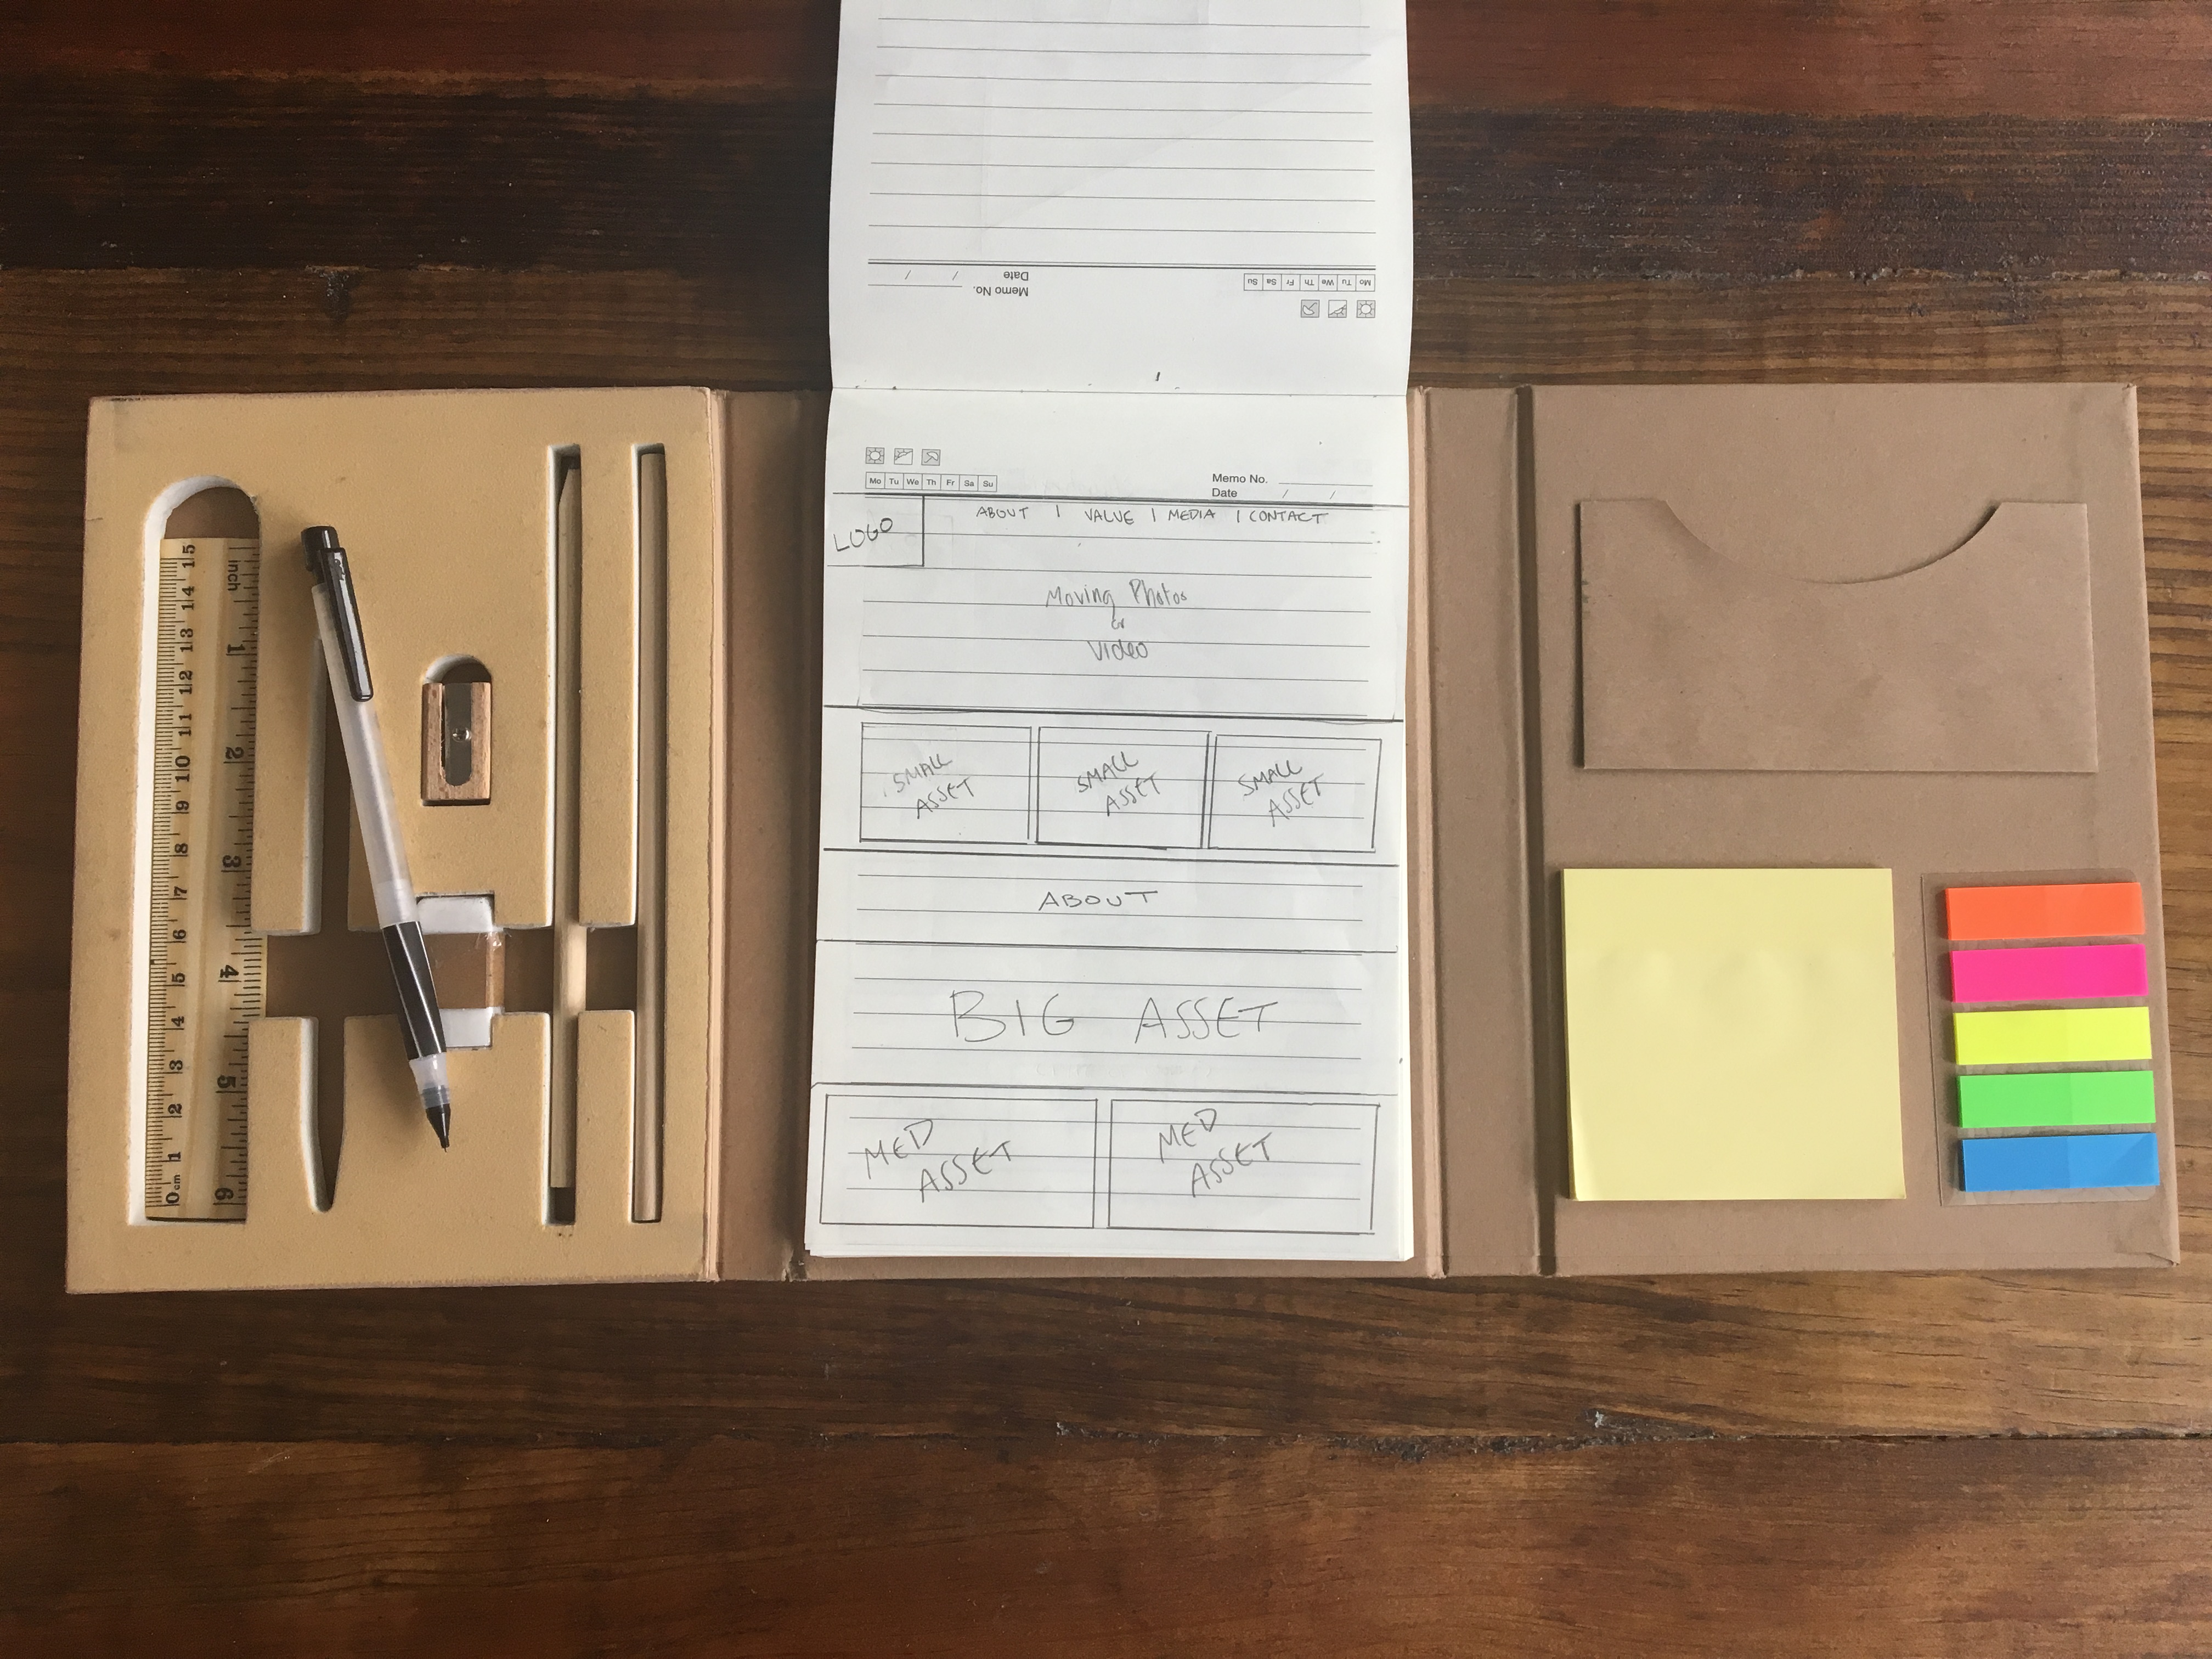 Memo No.
Date / /
Mo Tu We Th Fr Sa Su
Mo Tu We Th Fr Sa Su
Memo No.
Date / /
LOGO
ABOUT | VALUE | MEDIA | CONTACT
Moving Photos
or
Video
SMALL
ASSET
SMALL
ASSET
SMALL
ASSET
ABOUT
BIG ASSET
MED
ASSET
MED
ASSET
inch
1
2
3
4
5
6
15
14
13
12
11
10
9
8
7
6
5
4
3
2
1
0 cm